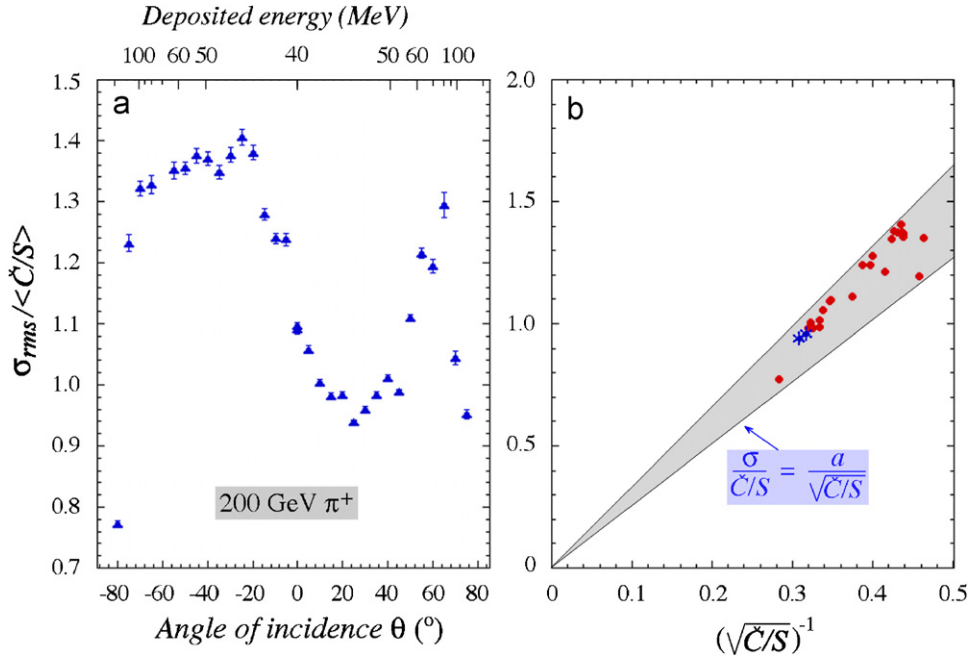 Deposited energy (MeV)
100 60 50 40 50 60 100
a
1.5
1.4
1.3
1.2
1.1
1.0
0.9
0.8
0.7
σrms/<Č/S>
200 GeV π+
-80 -60 -40 -20 0 20 40 60 80
Angle of incidence θ (º)
b
2.0
1.5
1.0
0.5
0.0
σ/Č/S = a/√Č/S
0 0.1 0.2 0.3 0.4 0.5
(√Č/S)⁻¹